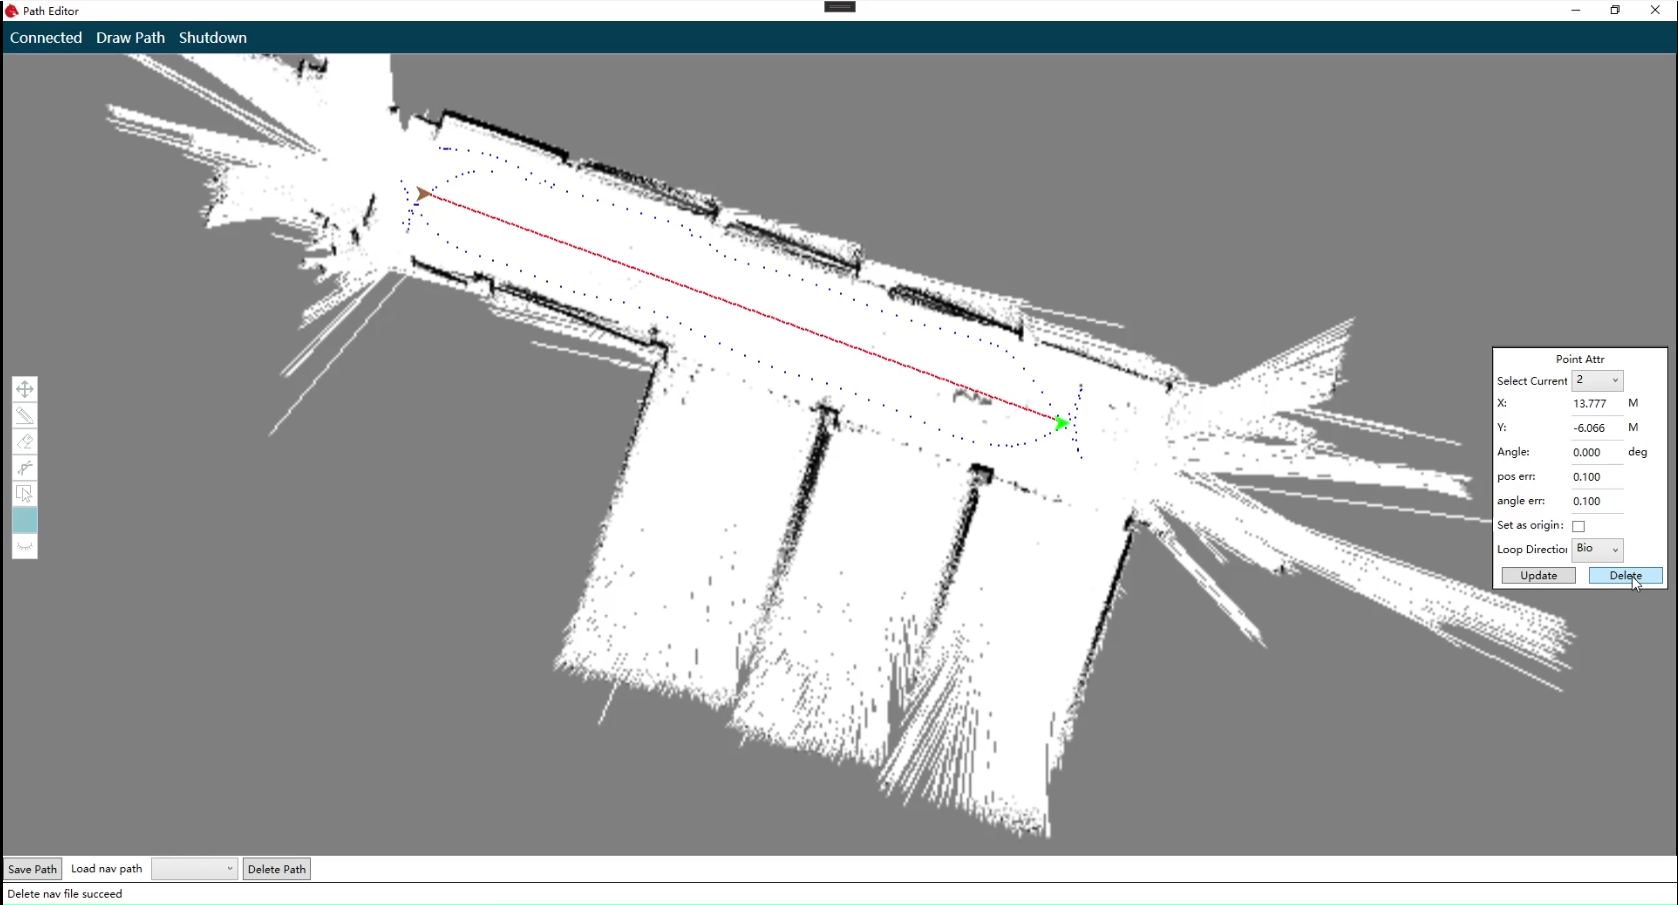 Path Editor
Connected Draw Path Shutdown
Point Attr
Select Current 2
X: 13.777 M
Y: -6.066 M
Angle: 0.000 deg
pos err: 0.100
angle err: 0.100
Set as origin:
Loop Direction Bio
Update Delete
Save Path Load nav path Delete Path
Delete nav file succeed